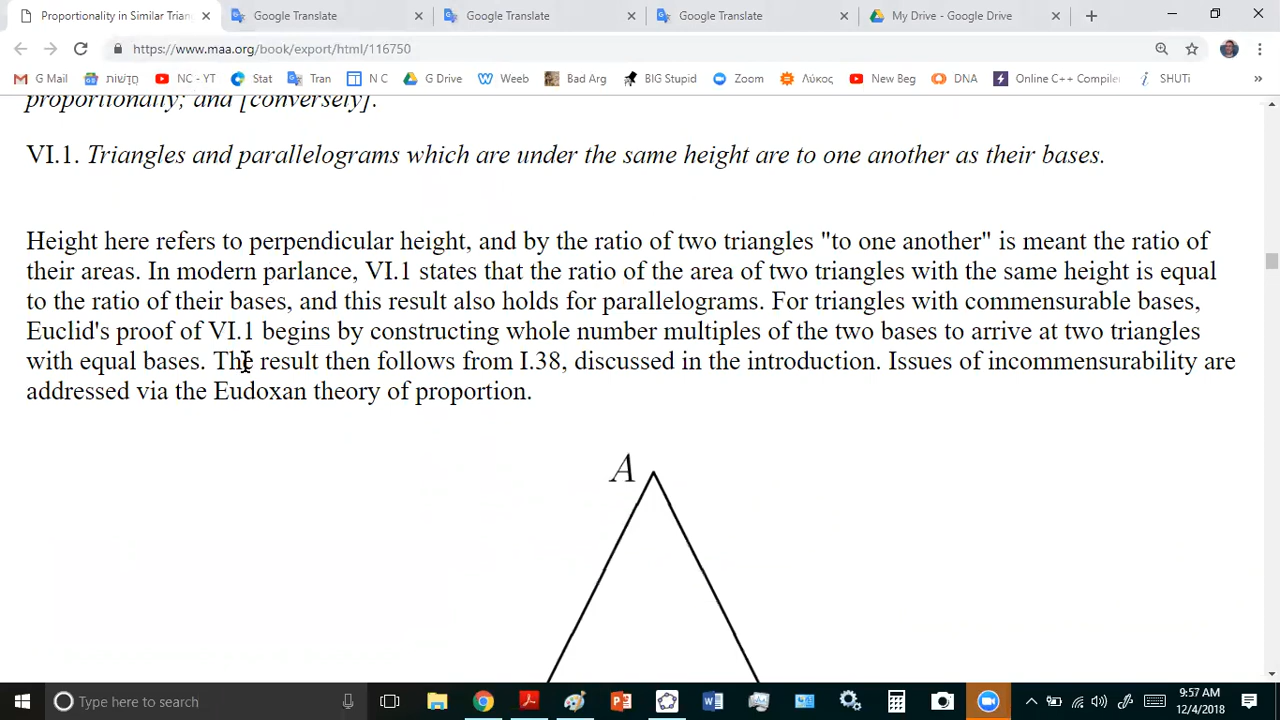 Proportionality in Similar Trian
Google Translate
Google Translate
Google Translate
My Drive - Google Drive
https://www.maa.org/book/export/html/116750
G Mail
NC - YT
Stat
Tran
N C
G Drive
Weeb
Bad Arg
BIG Stupid
Zoom
Λύκος
New Beg
DNA
Online C++ Compiler
SHUTi
»
proportionally; and [conversely].
VI.1. Triangles and parallelograms which are under the same height are to one another as their bases.
Height here refers to perpendicular height, and by the ratio of two triangles "to one another" is meant the ratio of
their areas. In modern parlance, VI.1 states that the ratio of the area of two triangles with the same height is equal
to the ratio of their bases, and this result also holds for parallelograms. For triangles with commensurable bases,
Euclid's proof of VI.1 begins by constructing whole number multiples of the two bases to arrive at two triangles
with equal bases. The result then follows from I.38, discussed in the introduction. Issues of incommensurability are
addressed via the Eudoxan theory of proportion.
A
Type here to search
9:57 AM
12/4/2018